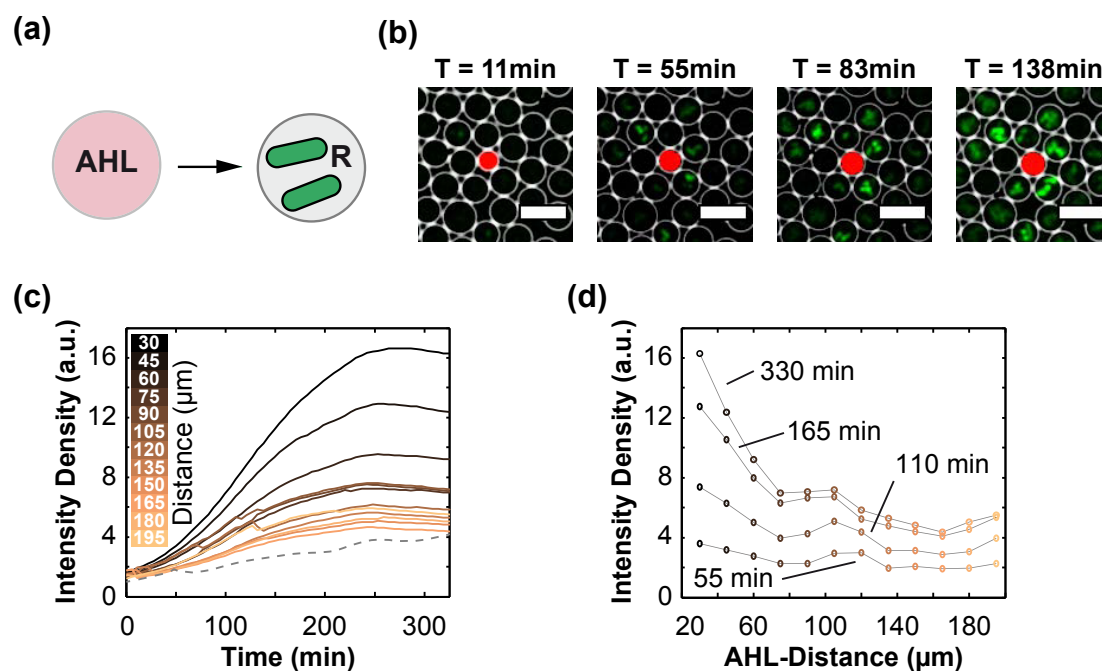 (a)
AHL
R
(b)
T = 11min
T = 55min
T = 83min
T = 138min
(c)
Intensity Density (a.u.)
16
12
8
4
0
30
45
60
75
90
105
120
135
150
165
180
195
Distance (µm)
0
100
200
300
Time (min)
(d)
Intensity Density (a.u.)
16
12
8
4
0
330 min
165 min
110 min
55 min
20
60
100
140
180
AHL-Distance (µm)